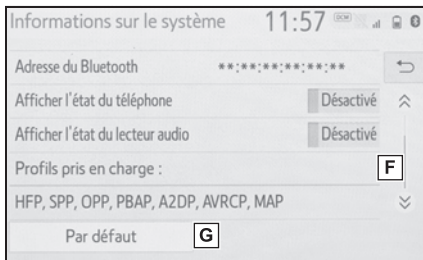 Informations sur le système 11:57 DCM
Adresse du Bluetooth **:**:**:**:**:**
Afficher l'état du téléphone Désactivé
Afficher l'état du lecteur audio Désactivé
Profils pris en charge :
F
HFP, SPP, OPP, PBAP, A2DP, AVRCP, MAP
Par défaut G